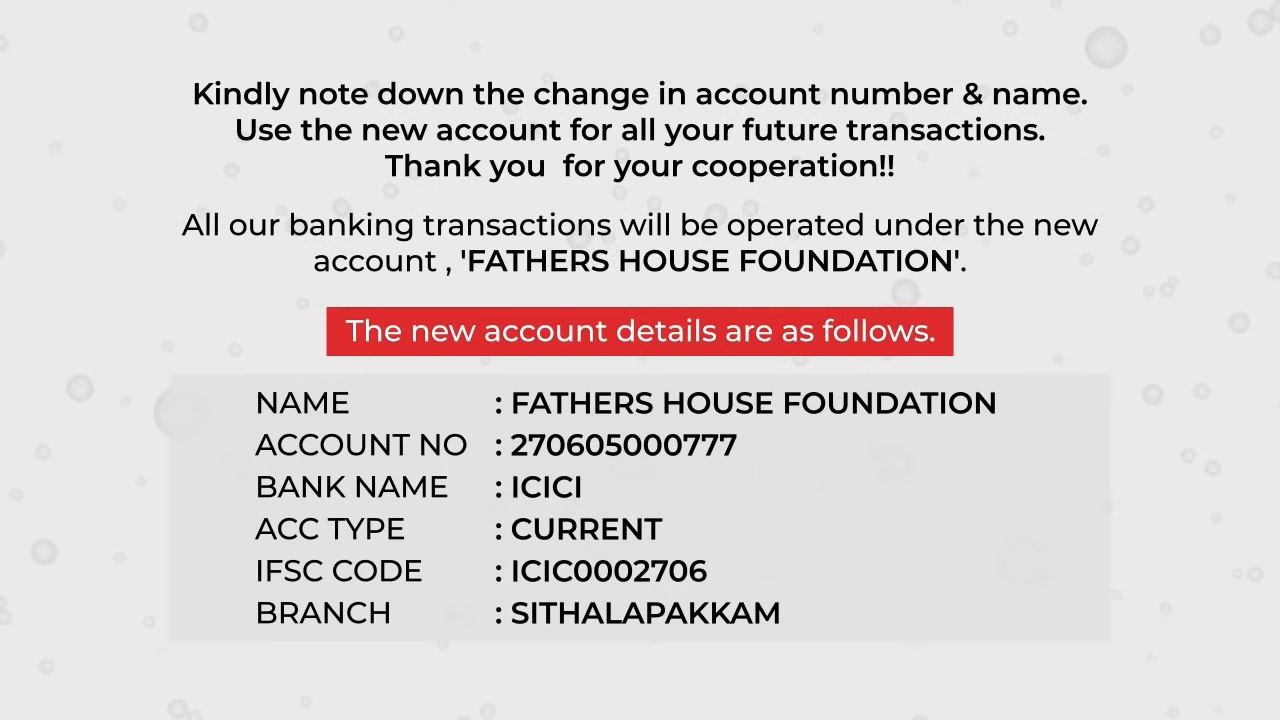 Kindly note down the change in account number & name.
Use the new account for all your future transactions.
Thank you  for your cooperation!!
All our banking transactions will be operated under the new
account , 'FATHERS HOUSE FOUNDATION'.
The new account details are as follows.
NAME : FATHERS HOUSE FOUNDATION
ACCOUNT NO : 270605000777
BANK NAME : ICICI
ACC TYPE : CURRENT
IFSC CODE : ICIC0002706
BRANCH : SITHALAPAKKAM